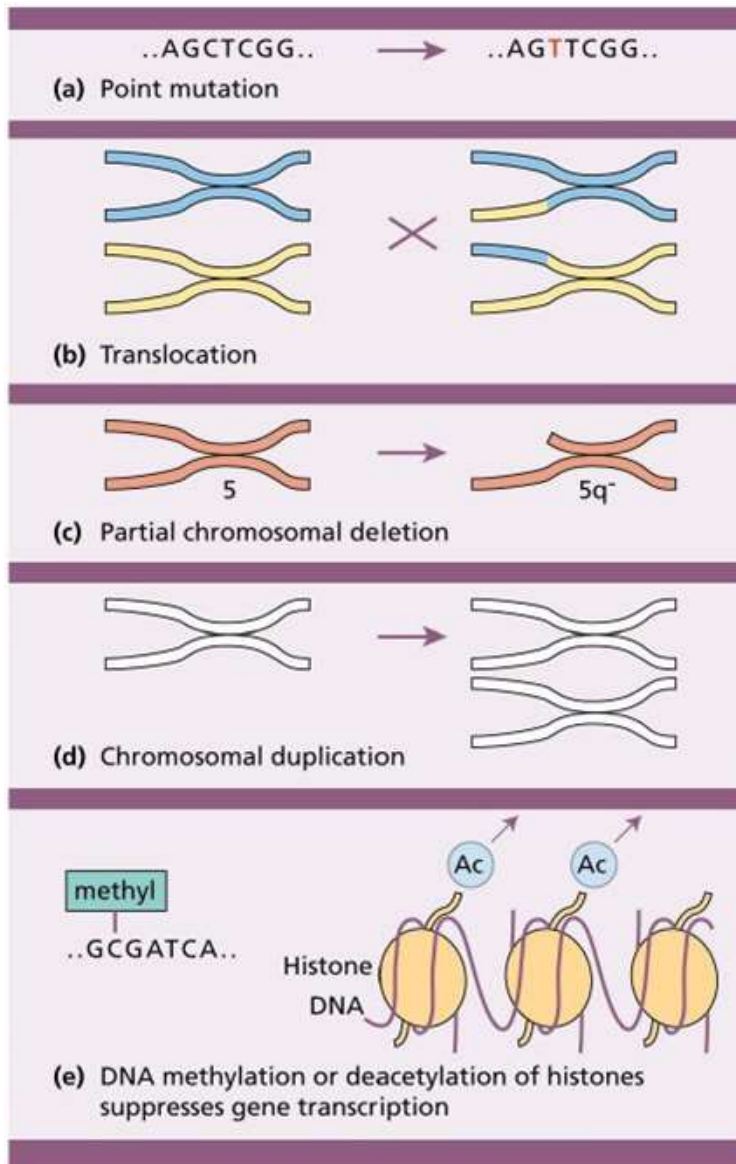 ..AGCTCGG.. ..AGTTCGG..
(a) Point mutation
(b) Translocation
5 5q⁻
(c) Partial chromosomal deletion
(d) Chromosomal duplication
Ac Ac
methyl
..GCGATCA..
Histone
DNA
(e) DNA methylation or deacetylation of histones
suppresses gene transcription